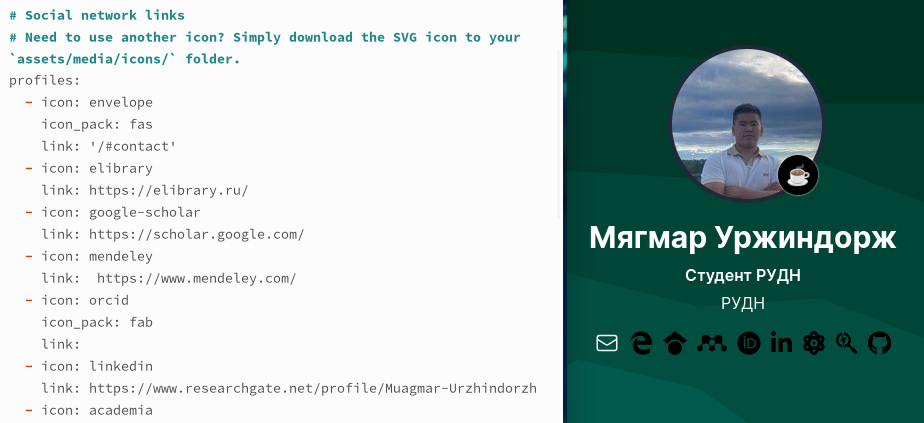 # Social network links
# Need to use another icon? Simply download the SVG icon to your
`assets/media/icons/` folder.
profiles:
  - icon: envelope
    icon_pack: fas
    link: '/#contact'
  - icon: elibrary
    link: https://elibrary.ru/
  - icon: google-scholar
    link: https://scholar.google.com/
  - icon: mendeley
    link:  https://www.mendeley.com/
  - icon: orcid
    icon_pack: fab
    link:
  - icon: linkedin
    link: https://www.researchgate.net/profile/Muagmar-Urzhindorzh
  - icon: academia
Мягмар Уржиндорж
Студент РУДН
РУДН
iD
in